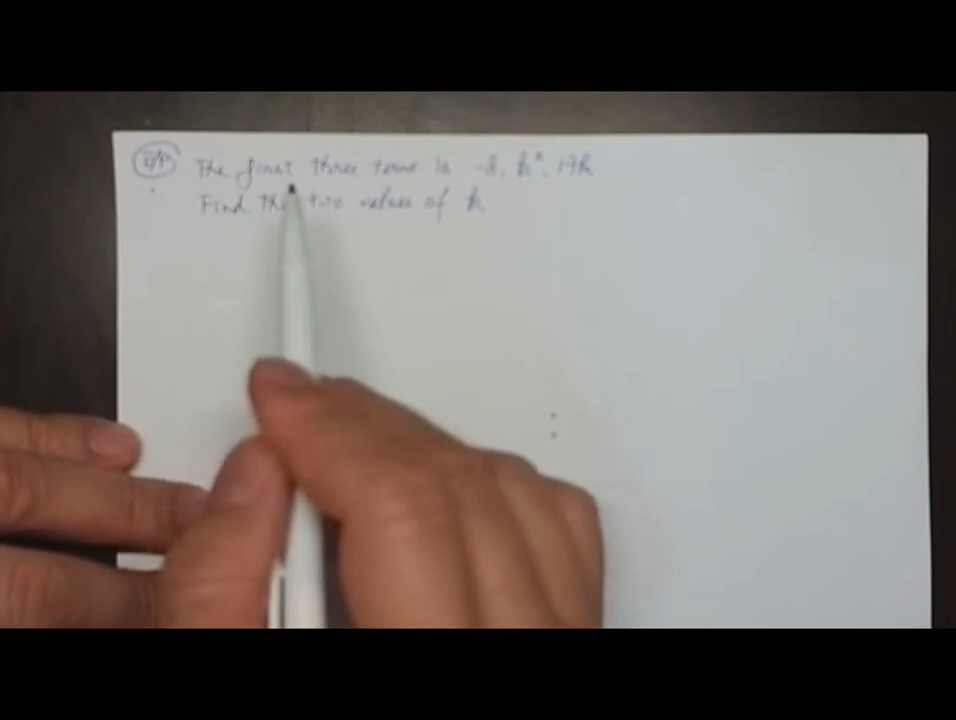 The first three terms is -8, k², 17k
Find the two values of k